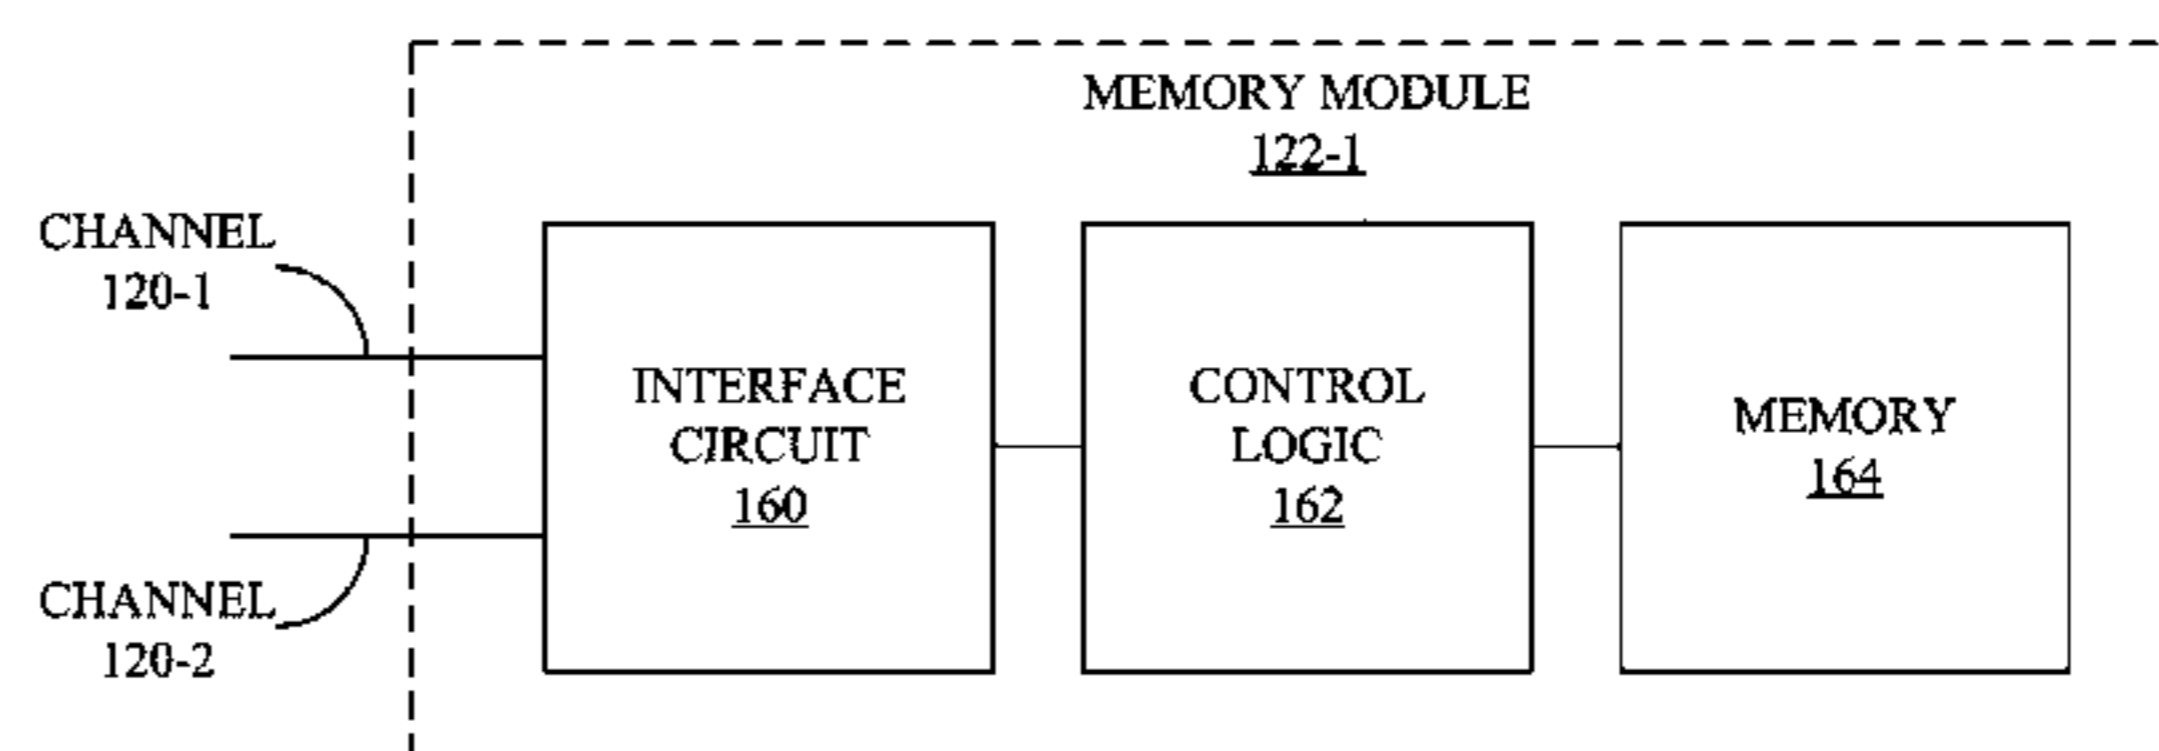 MEMORY MODULE
122-1
CHANNEL
120-1
INTERFACE
CIRCUIT
160
CONTROL
LOGIC
162
MEMORY
164
CHANNEL
120-2